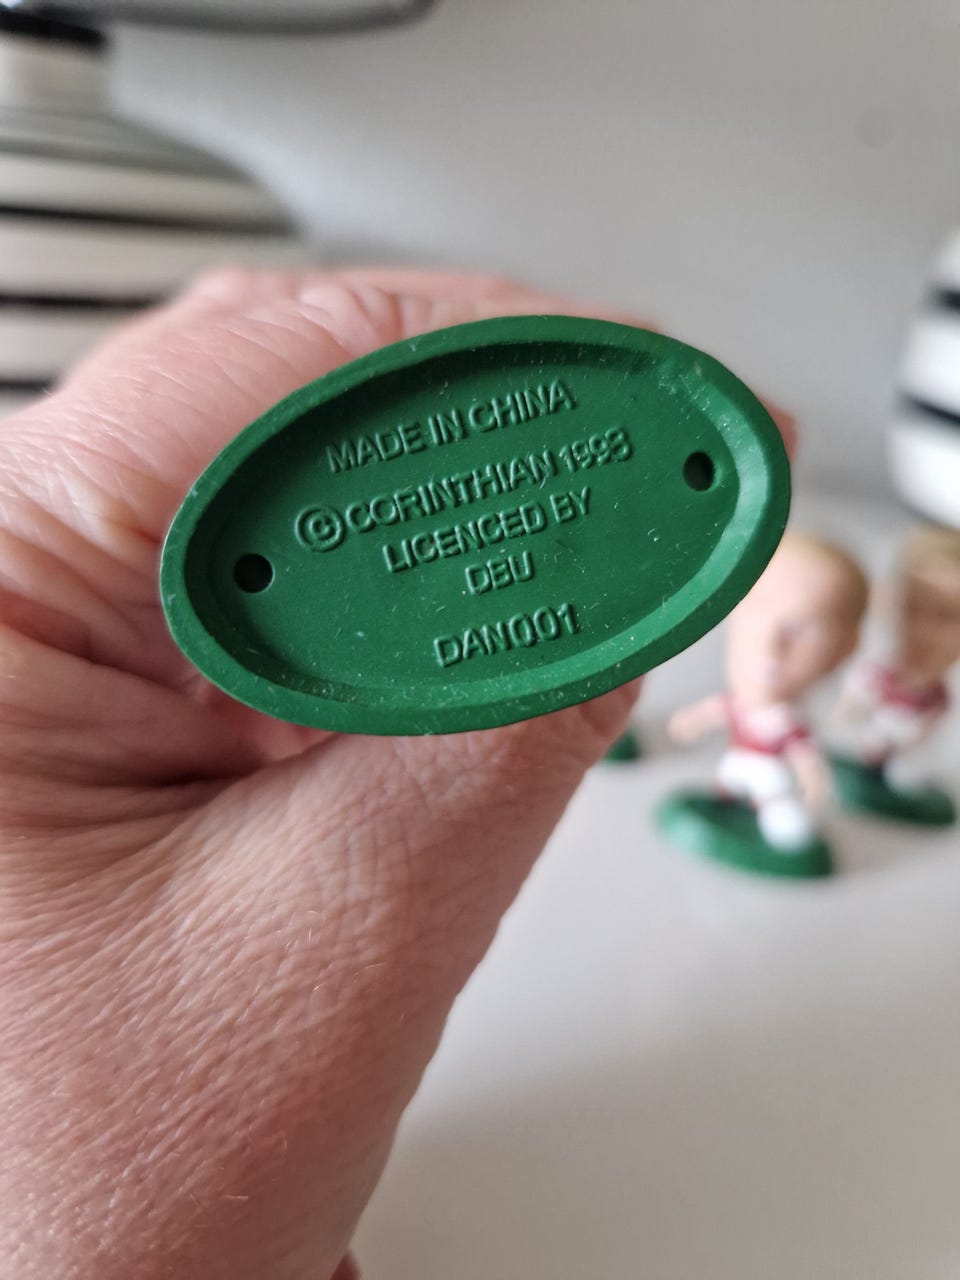 MADE IN CHINA
© CORINTHIAN 1998
LICENCED BY
DBU
DAN001